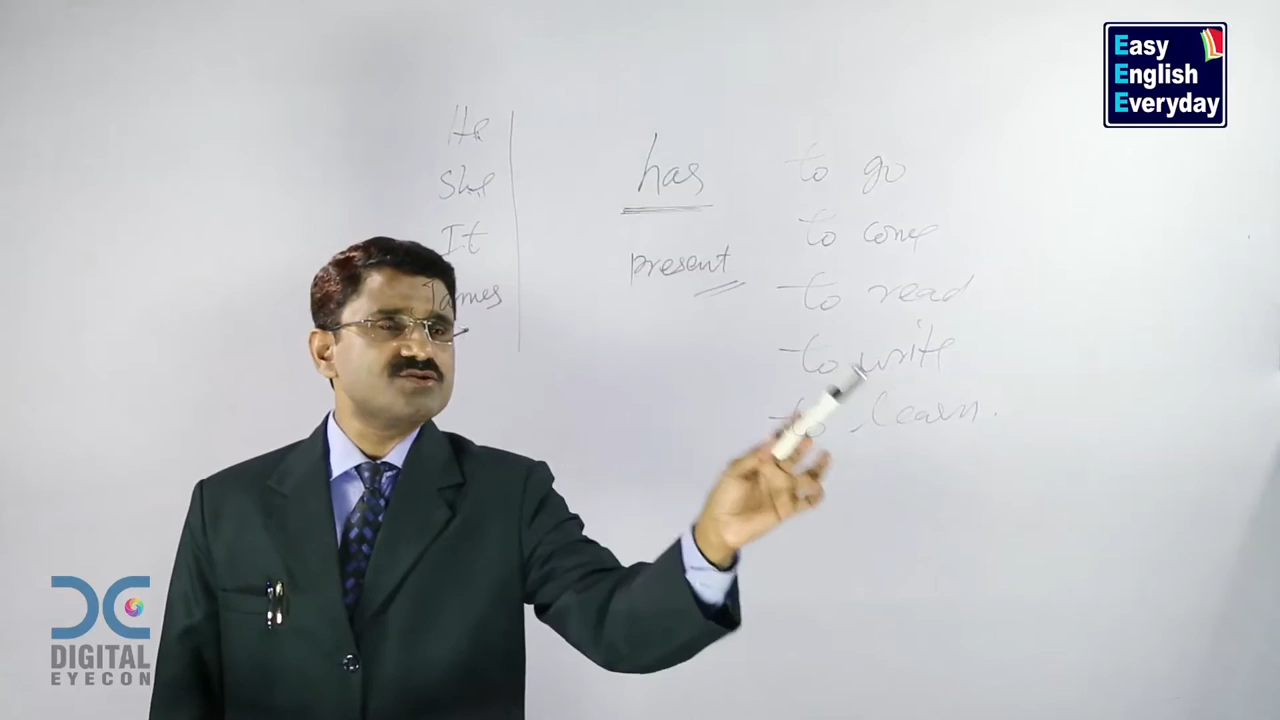 Easy
English
Everyday
He
She
It
James
has
present
to go
to come
to read
to write
to learn.
DIGITAL
EYECON